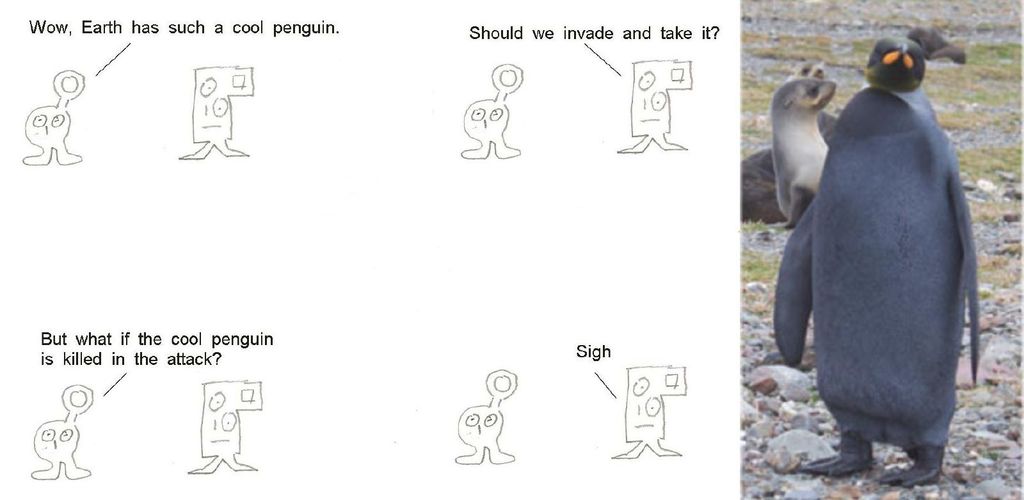 Wow, Earth has such a cool penguin.
Should we invade and take it?
But what if the cool penguin
is killed in the attack?
Sigh